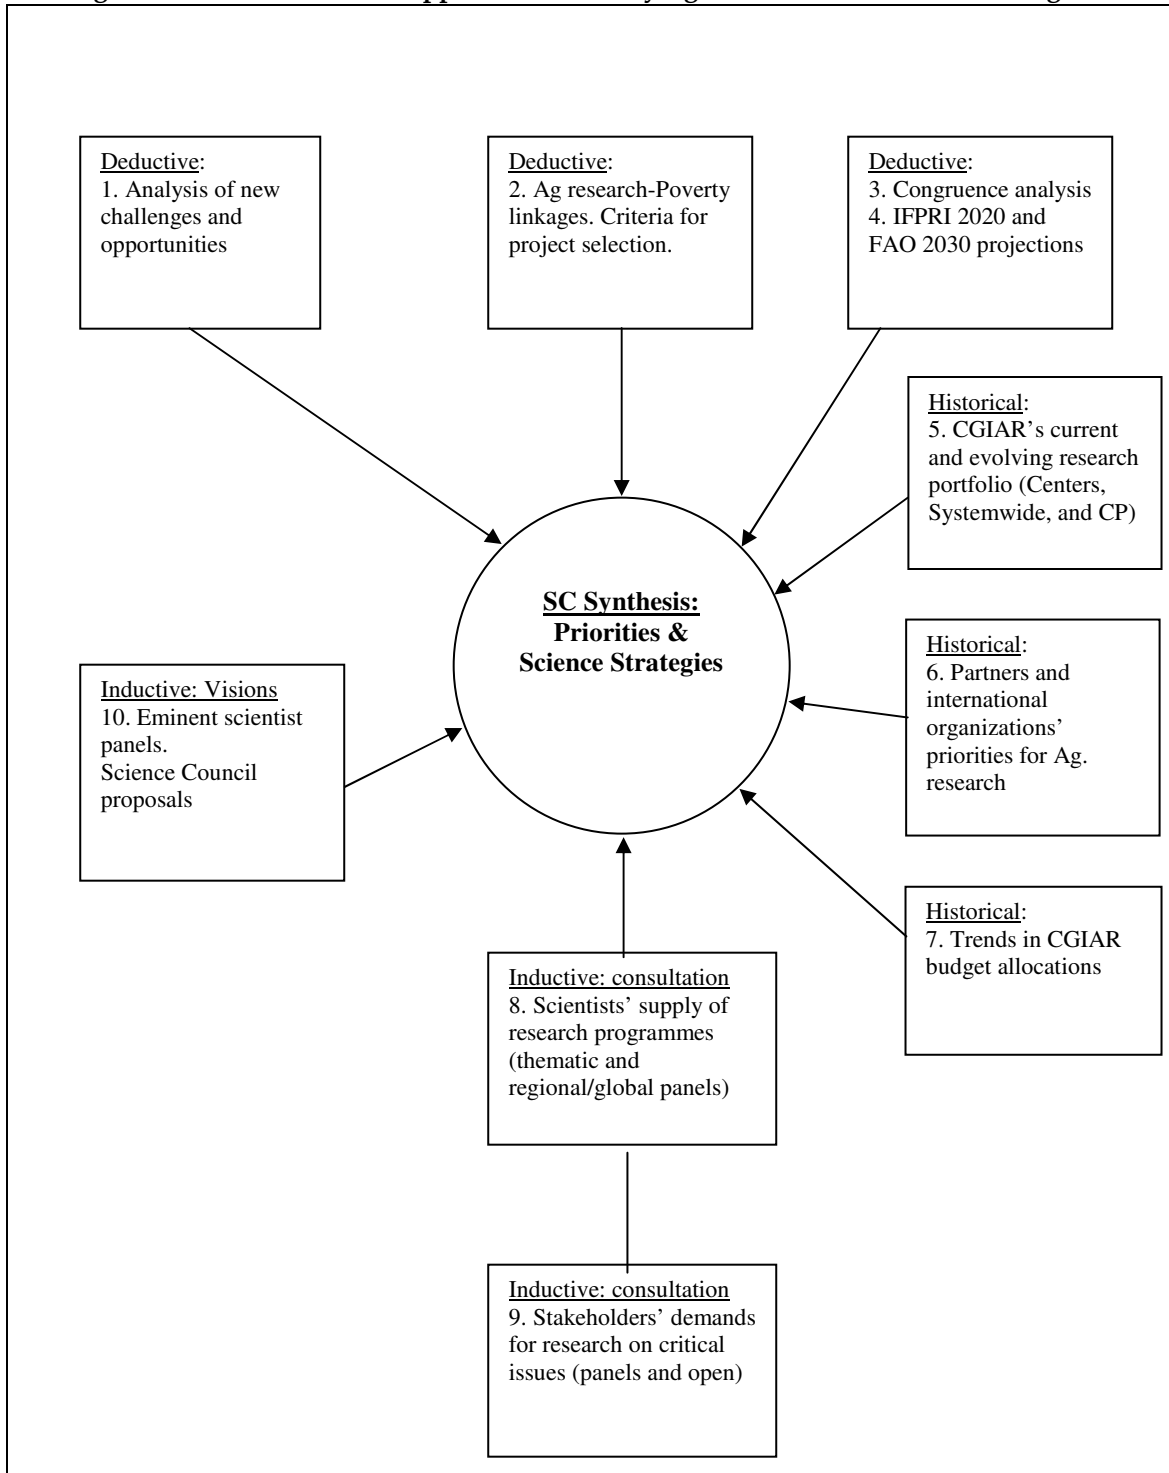 Deductive:
1. Analysis of new
challenges and
opportunities
Deductive:
2. Ag research-Poverty
linkages. Criteria for
project selection.
Deductive:
3. Congruence analysis
4. IFPRI 2020 and
FAO 2030 projections
Historical:
5. CGIAR’s current
and evolving research
portfolio (Centers,
Systemwide, and CP)
SC Synthesis:
Priorities &
Science Strategies
Historical:
6. Partners and
international
organizations’
priorities for Ag.
research
Inductive: Visions
10. Eminent scientist
panels.
Science Council
proposals
Historical:
7. Trends in CGIAR
budget allocations
Inductive: consultation
8. Scientists’ supply of
research programmes
(thematic and
regional/global panels)
Inductive: consultation
9. Stakeholders’ demands
for research on critical
issues (panels and open)